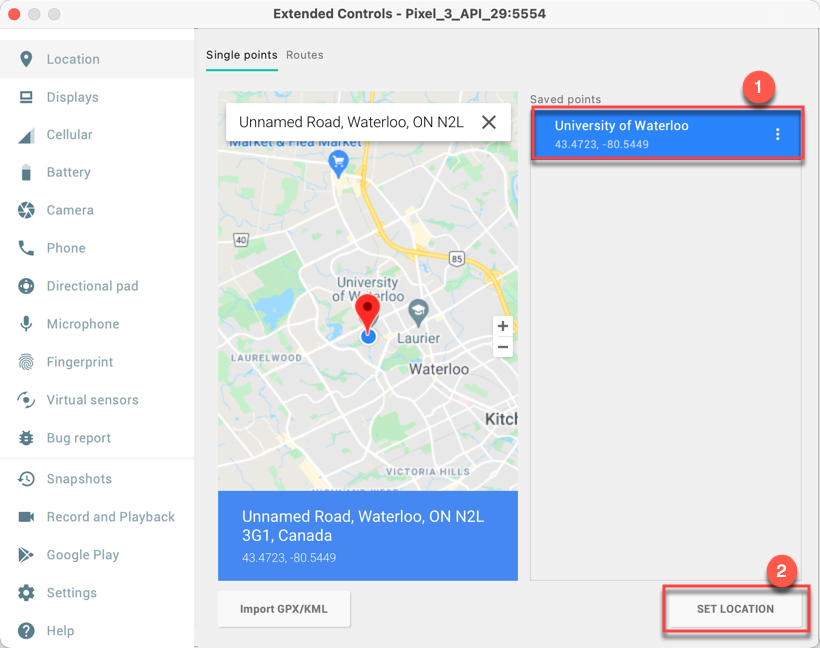 Extended Controls - Pixel_3_API_29:5554
Location
Displays
Cellular
Battery
Camera
Phone
Directional pad
Microphone
Fingerprint
Virtual sensors
Bug report
Snapshots
Record and Playback
Google Play
Settings
Help
Single points
Routes
Unnamed Road, Waterloo, ON N2L
Market & Flea Market
40
85
University
of Waterloo
Laurier
LAURELWOOD
Waterloo
Kitc
VICTORIA HILLS
+
−
Unnamed Road, Waterloo, ON N2L
3G1, Canada
43.4723, -80.5449
Import GPX/KML
Saved points
1
University of Waterloo
43.4723, -80.5449
2
SET LOCATION